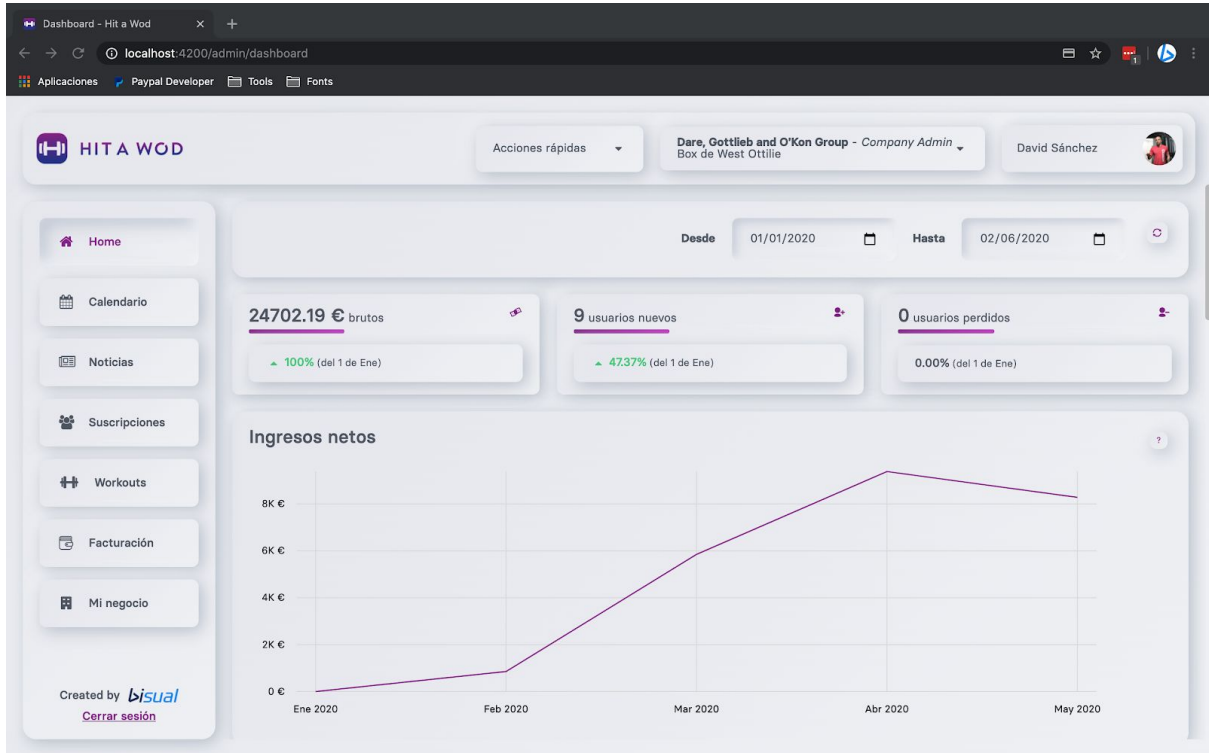 Dashboard - Hit a Wod
localhost:4200/admin/dashboard
1
Aplicaciones Paypal Developer Tools Fonts
HIT A WOD
Acciones rápidas
Dare, Gottlieb and O'Kon Group - Company Admin
Box de West Ottilie
David Sánchez
Home
Calendario
Noticias
Suscripciones
Workouts
Facturación
Mi negocio
Created by bisual
Cerrar sesión
Desde 01/01/2020 Hasta 02/06/2020
24702.19 € brutos
100% (del 1 de Ene)
9 usuarios nuevos
47.37% (del 1 de Ene)
0 usuarios perdidos
0.00% (del 1 de Ene)
Ingresos netos
?
8K €
6K €
4K €
2K €
0 €
Ene 2020 Feb 2020 Mar 2020 Abr 2020 May 2020